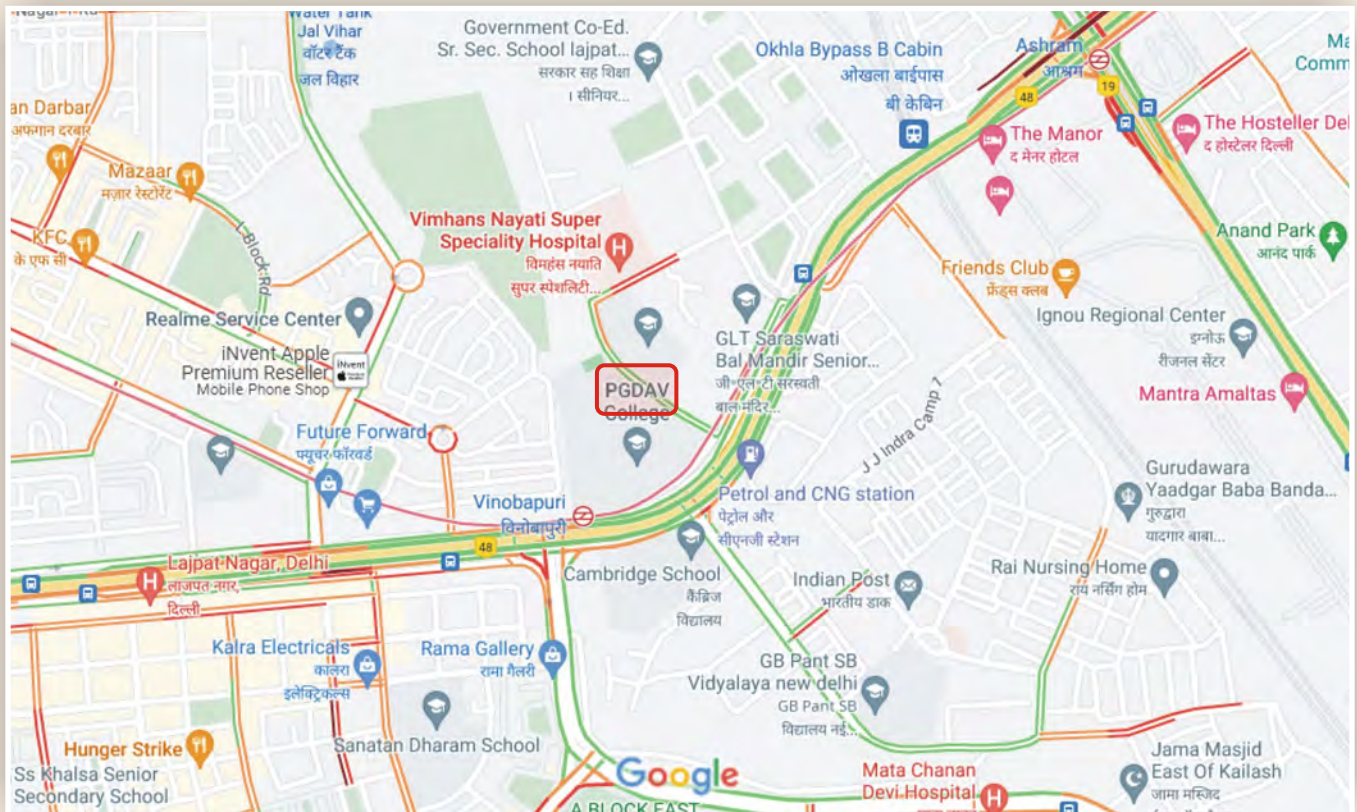 Water Tank
Jal Vihar
वॉटर टैंक
जल विहार
Government Co-Ed.
Sr. Sec. School lajpat...
सरकार सह शिक्षा
। सीनियर...
Okhla Bypass B Cabin
ओखला बाईपास
बी केबिन
Ashram
आश्रम
48
19
Comm
an Darbar
अफगान दरबार
Mazaar
मज़ार रेस्टोरेंट
KFC
के एफ सी
L Block Rd
The Manor
द मेनर होटल
The Hosteller Del
द होस्टेलर दिल्ली
Vimhans Nayati Super
Speciality Hospital
विमहंस नयाति
सुपर स्पेशलिटी...
Anand Park
आनंद पार्क
Friends Club
फ्रेंड्स क्लब
Realme Service Center
iNvent Apple
Premium Reseller
Mobile Phone Shop
iNvent
GLT Saraswati
Bal Mandir Senior...
जी॰एल॰टी सरस्वती
बाल मंदिर...
Ignou Regional Center
इग्नोऊ
रीजनल सेंटर
PGDAV
College
Mantra Amaltas
J J Indra Camp 7
Future Forward
फ्यूचर फॉरवर्ड
Vinobapuri
विनोबापुरी
Petrol and CNG station
पेट्रोल और
सीएनजी स्टेशन
Gurudawara
Yaadgar Baba Banda...
गुरुद्वारा
यादगार बाबा...
48
Lajpat Nagar, Delhi
लाजपत नगर,
दिल्ली
Cambridge School
कैंब्रिज
विद्यालय
Indian Post
भारतीय डाक
Rai Nursing Home
राय नर्सिंग होम
Kalra Electricals
कालरा
इलेक्ट्रिकल्स
Rama Gallery
रामा गैलरी
GB Pant SB
Vidyalaya new delhi
GB Pant SB
विद्यालय नई...
Sanatan Dharam School
Hunger Strike
Ss Khalsa Senior
Secondary School
Google
Mata Chanan
Devi Hospital
Jama Masjid
East Of Kailash
जामा मस्जिद
A BLOCK EAST